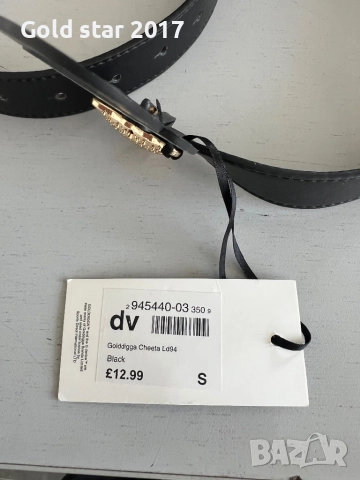 Gold star 2017
2 945440-03 350 9
dv
Golddigga Cheeta Ld94
Black
£12.99 S
bazar